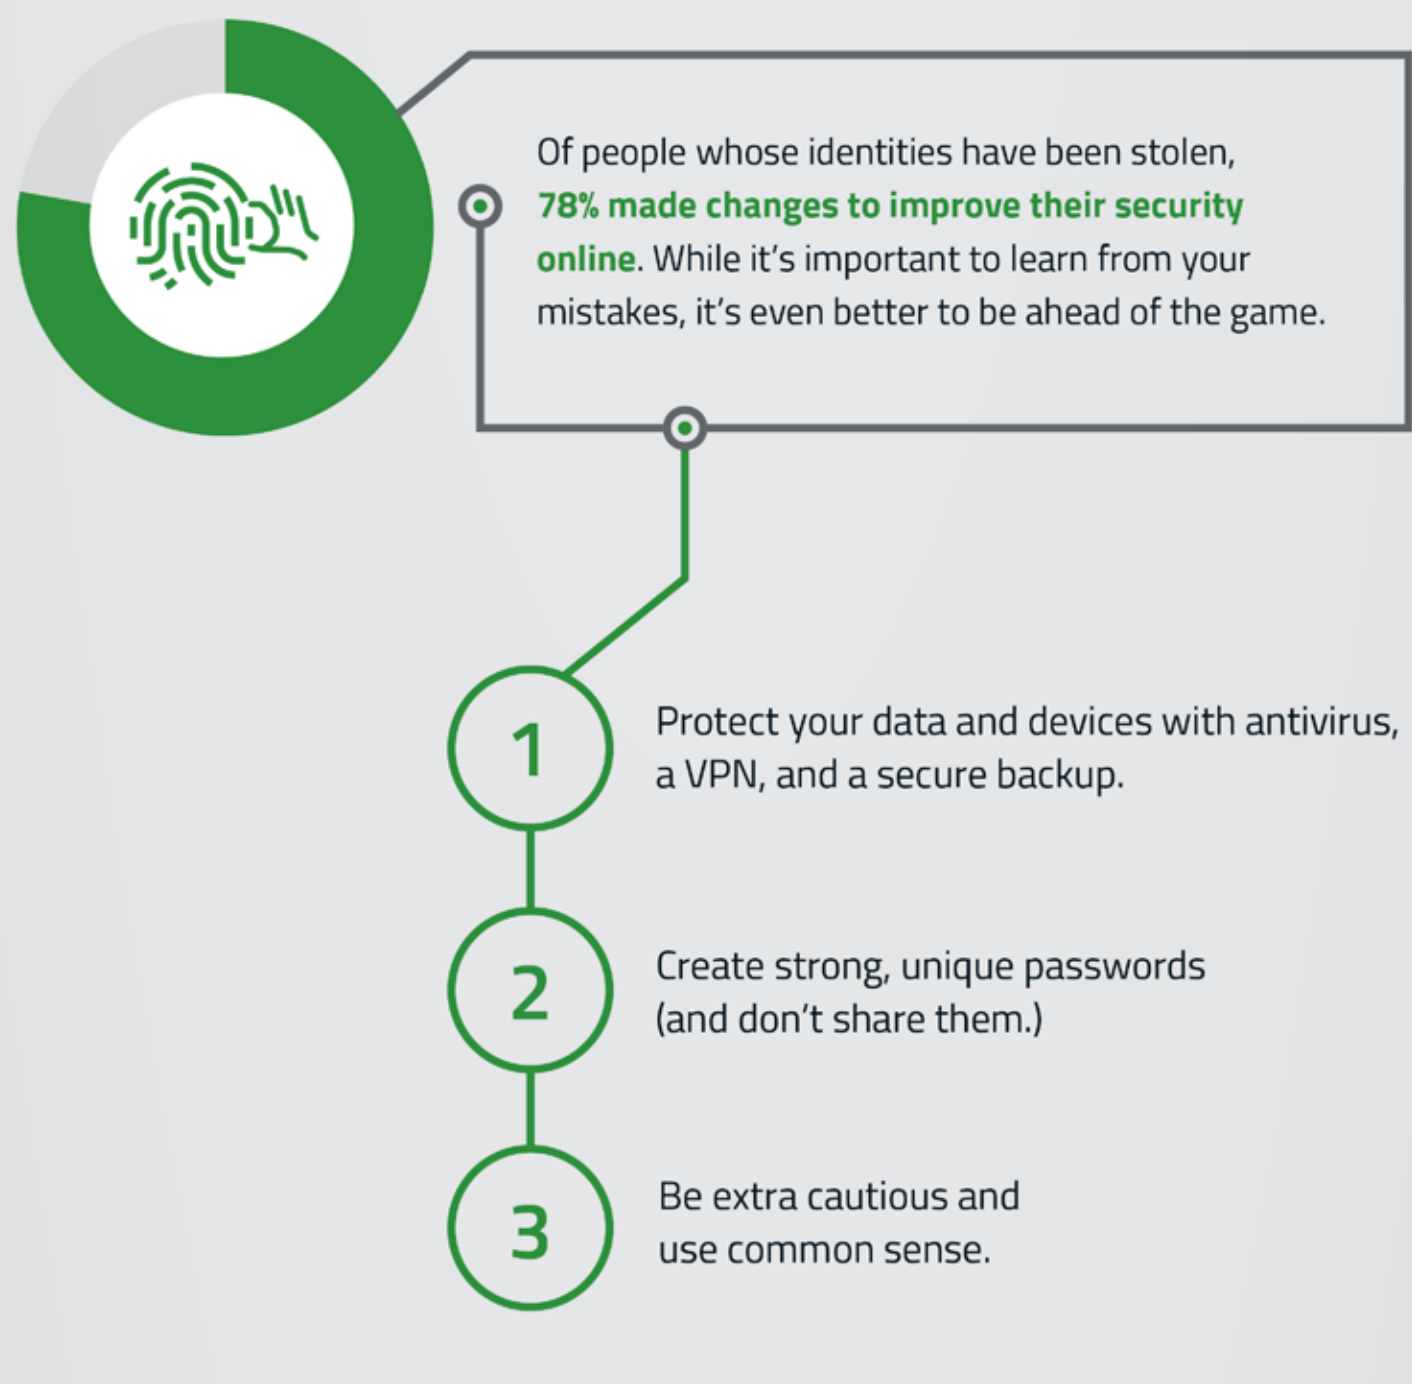 Of people whose identities have been stolen,
78% made changes to improve their security
online. While it’s important to learn from your
mistakes, it’s even better to be ahead of the game.
1
Protect your data and devices with antivirus,
a VPN, and a secure backup.
2
Create strong, unique passwords
(and don’t share them.)
3
Be extra cautious and
use common sense.